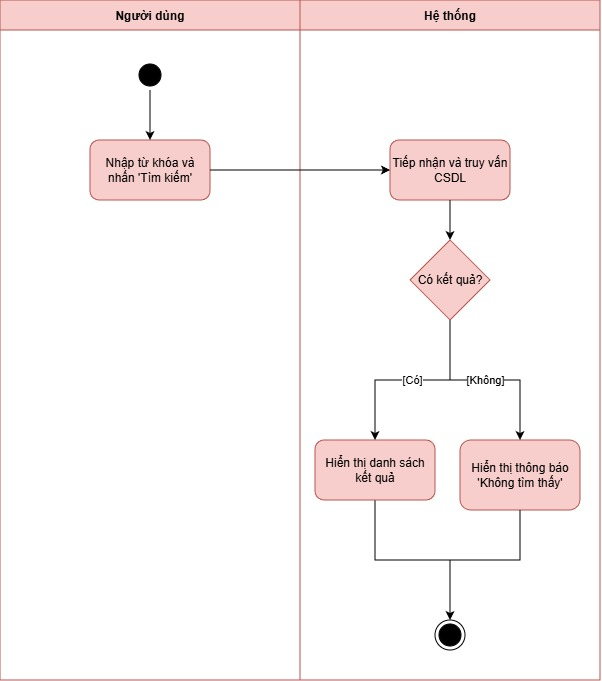 Người dùng
Hệ thống
Nhập từ khóa và
nhấn 'Tìm kiếm'
Tiếp nhận và truy vấn
CSDL
Có kết quả?
[Có]
[Không]
Hiển thị danh sách
kết quả
Hiển thị thông báo
'Không tìm thấy'